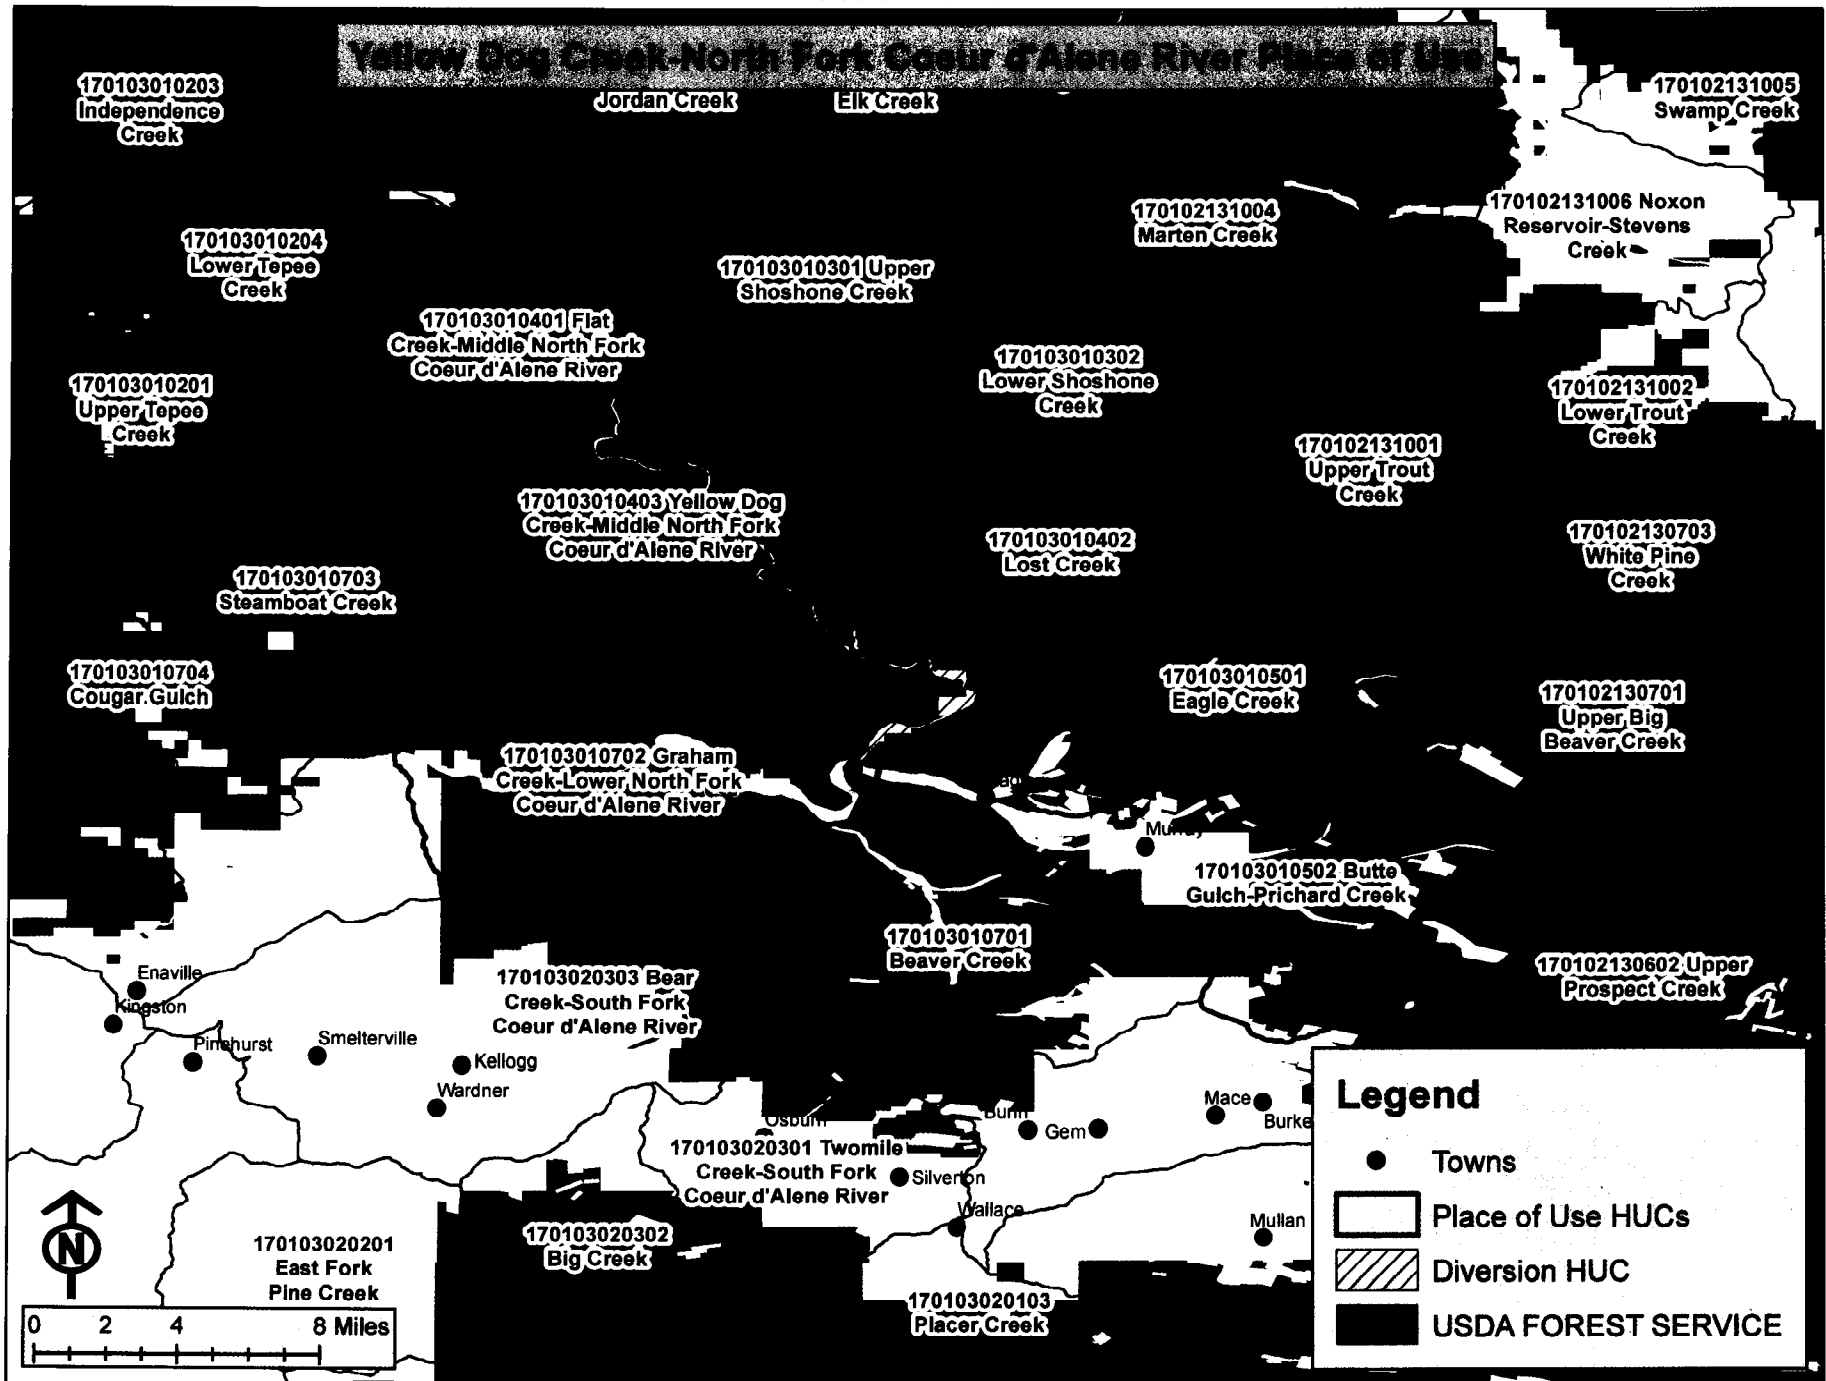 Yellow Dog Creek-North Fork Coeur d'Alene River Place of Use
170103010203
Independence
Creek
Jordan Creek
Elk Creek
170102131005
Swamp Creek
170102131004
Marten Creek
170102131006 Noxon
Reservoir-Stevens
Creek
170103010204
Lower Tepee
Creek
170103010301 Upper
Shoshone Creek
170103010401 Flat
Creek-Middle North Fork
Coeur d'Alene River
170103010302
Lower Shoshone
Creek
170103010201
Upper Tepee
Creek
170102131002
Lower Trout
Creek
170102131001
Upper Trout
Creek
170103010403 Yellow Dog
Creek-Middle North Fork
Coeur d'Alene River
170103010402
Lost Creek
170102130703
White Pine
Creek
170103010703
Steamboat Creek
170103010704
Cougar Gulch
170103010501
Eagle Creek
170102130701
Upper Big
Beaver Creek
170103010702 Graham
Creek-Lower North Fork
Coeur d'Alene River
Murray
170103010502 Butte
Gulch-Prichard Creek
170103010701
Beaver Creek
170102130602 Upper
Prospect Creek
Enaville
Kingston
170103020303 Bear
Creek-South Fork
Coeur d'Alene River
Pinehurst
Smelterville
Kellogg
Wardner
Osburn
Gem
Mace
Burke
170103020301 Twomile
Creek-South Fork
Coeur d'Alene River
Silverton
Wallace
Mullan
170103020302
Big Creek
170103020201
East Fork
Pine Creek
170103020103
Placer Creek
N
0 2 4 8 Miles
Legend
Towns
Place of Use HUCs
Diversion HUC
USDA FOREST SERVICE